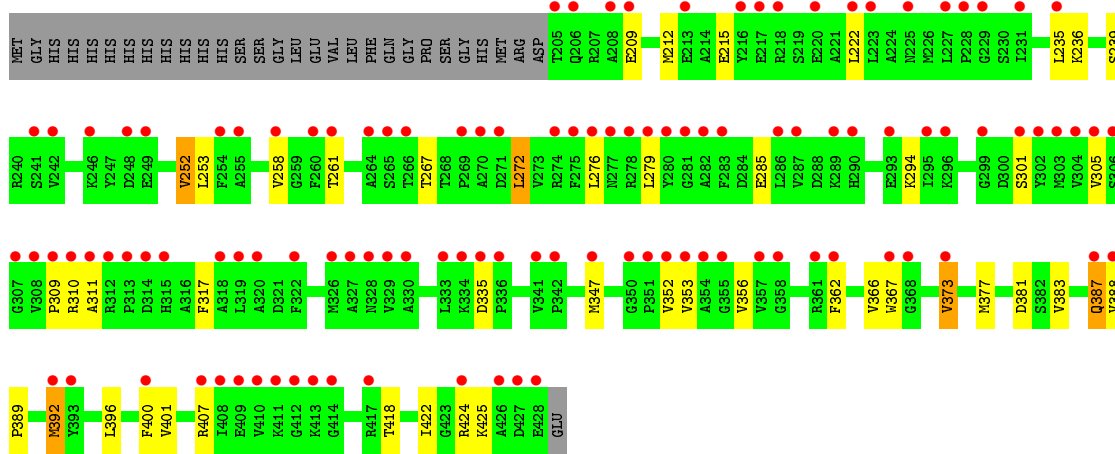 MET GLY HIS HIS HIS HIS HIS HIS HIS HIS HIS HIS SER SER GLY LEU GLU VAL LEU PHE GLN GLY PRO SER GLY HIS MET ARG ASP T205 Q206 R207 A208 E209 M212 E213 A214 E215 Y216 E217 R218 S219 E220 A221 L222 L223 A224 N225 M226 L227 P228 G229 S230 I231 L235 K236 S239
R240 S241 V242 K246 Y247 D248 E249 V252 L253 F254 A255 V258 G259 F260 T261 A264 S265 T266 T267 T268 P269 A270 D271 L272 V273 R274 F275 L276 N277 R278 L279 Y280 G281 A282 F283 D284 E285 L286 V287 D288 K289 H290 E293 K294 I295 K296 G299 D300 S301 Y302 M303 V304 V305 S306
G307 V308 P309 R310 A311 R312 P313 D314 H315 A316 F317 A318 L319 A320 D321 F322 M326 A327 N328 V329 A330 L333 K334 D335 P336 V341 P342 M347 G350 P351 V352 V353 A354 G355 V356 V357 G358 R361 F362 V366 W367 G368 V373 M377 D381 S382 V383 Q387 V388
P389 M392 Y393 L396 F400 V401 R407 I408 E409 V410 K411 G412 K413 G414 R417 T418 I422 G423 R424 K425 A426 D427 E428 GLU